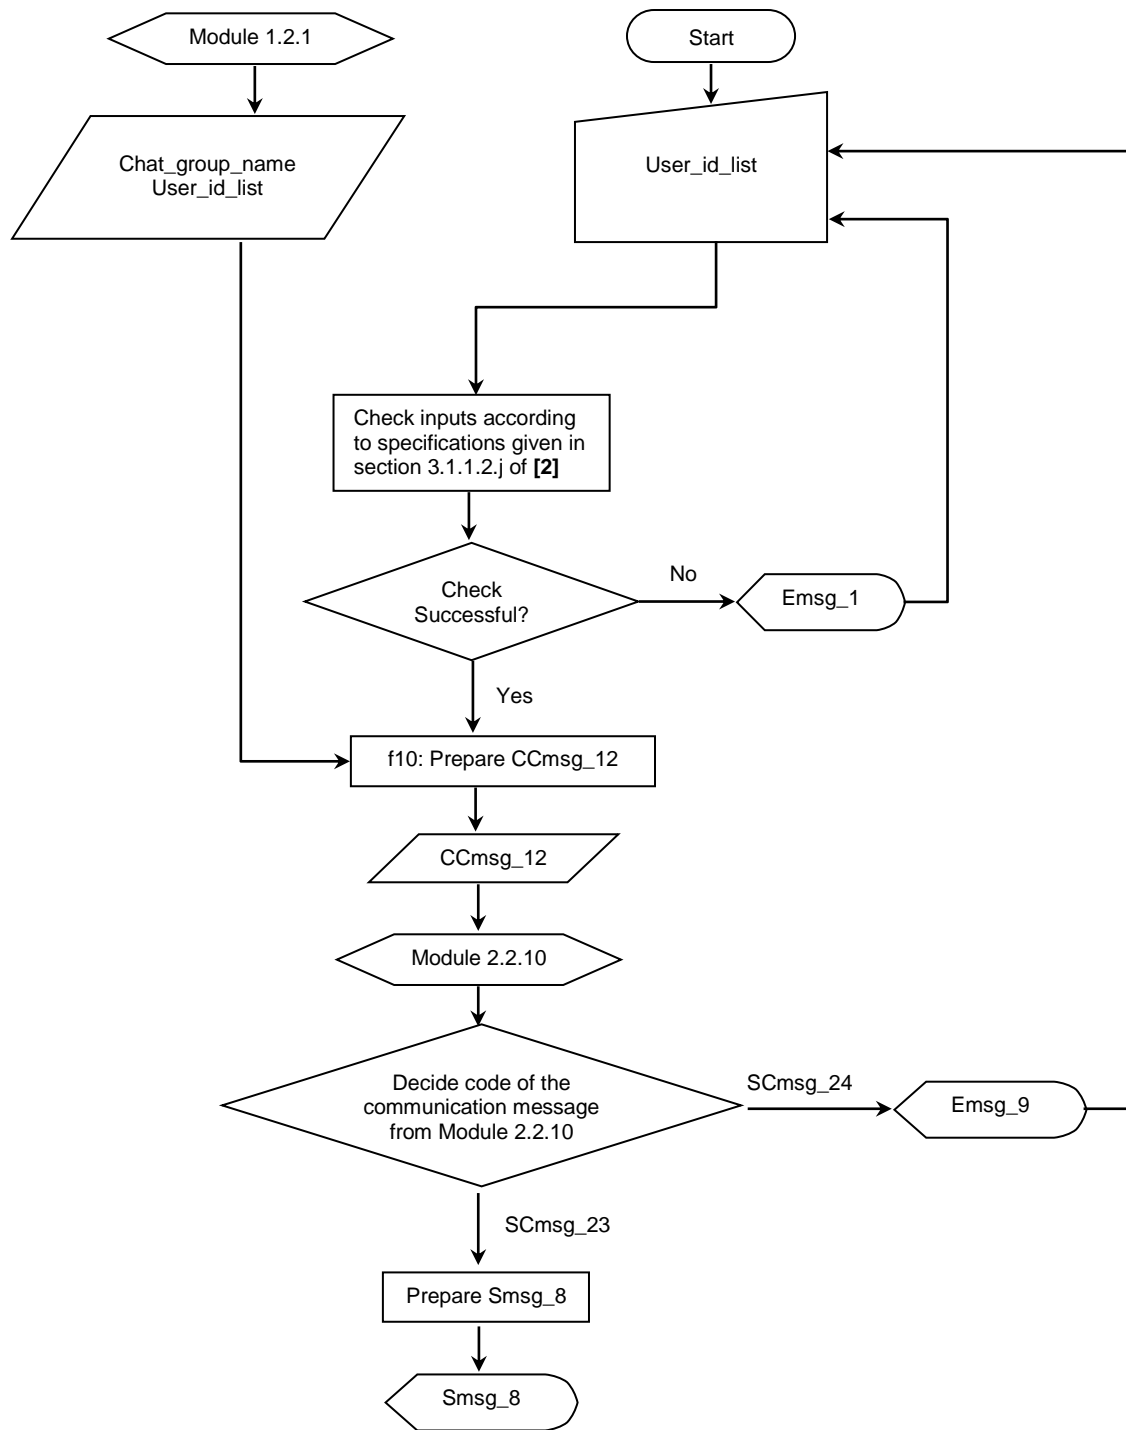 Module 1.2.1
Start
Chat_group_name
User_id_list
User_id_list
Check inputs according
to specifications given in
section 3.1.1.2.j of [2]
Check
Successful?
No
Emsg_1
Yes
f10: Prepare CCmsg_12
CCmsg_12
Module 2.2.10
Decide code of the
communication message
from Module 2.2.10
SCmsg_24
Emsg_9
SCmsg_23
Prepare Smsg_8
Smsg_8